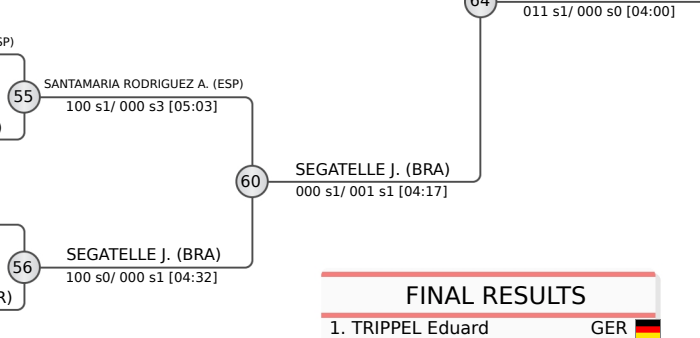 64
011 s1/ 000 s0 [04:00]
SP)
55
SANTAMARIA RODRIGUEZ A. (ESP)
100 s1/ 000 s3 [05:03]
)
60
SEGATELLE J. (BRA)
000 s1/ 001 s1 [04:17]
56
SEGATELLE J. (BRA)
100 s0/ 000 s1 [04:32]
R)
FINAL RESULTS
1. TRIPPEL Eduard GER